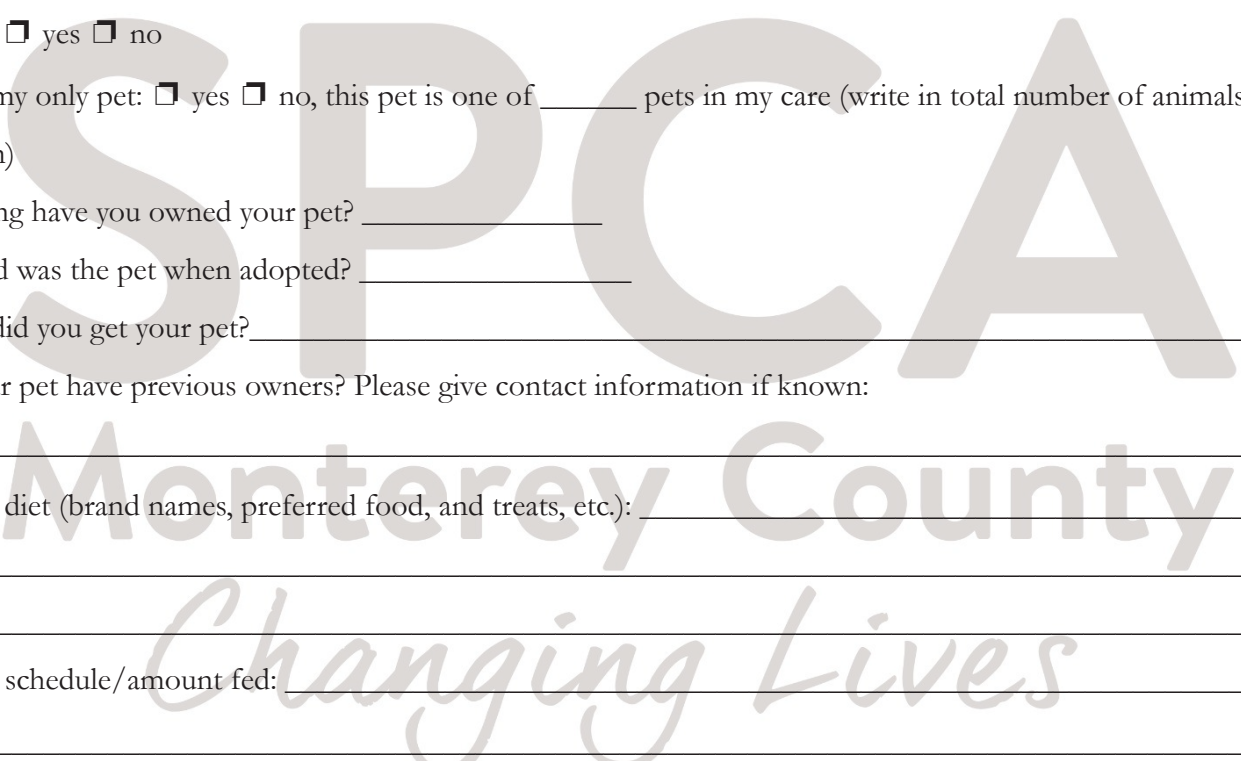 ❐ yes ❐ no
my only pet: ❐ yes ❐ no, this pet is one of ______ pets in my care (write in total number of animals
n)
ng have you owned your pet? _______________
d was the pet when adopted? _________________
did you get your pet?______________________________________________________________
r pet have previous owners? Please give contact information if known:
diet (brand names, preferred food, and treats, etc.): ______________________________________
schedule/amount fed: ____________________________________________________________
SPCA
Monterey County
Changing Lives